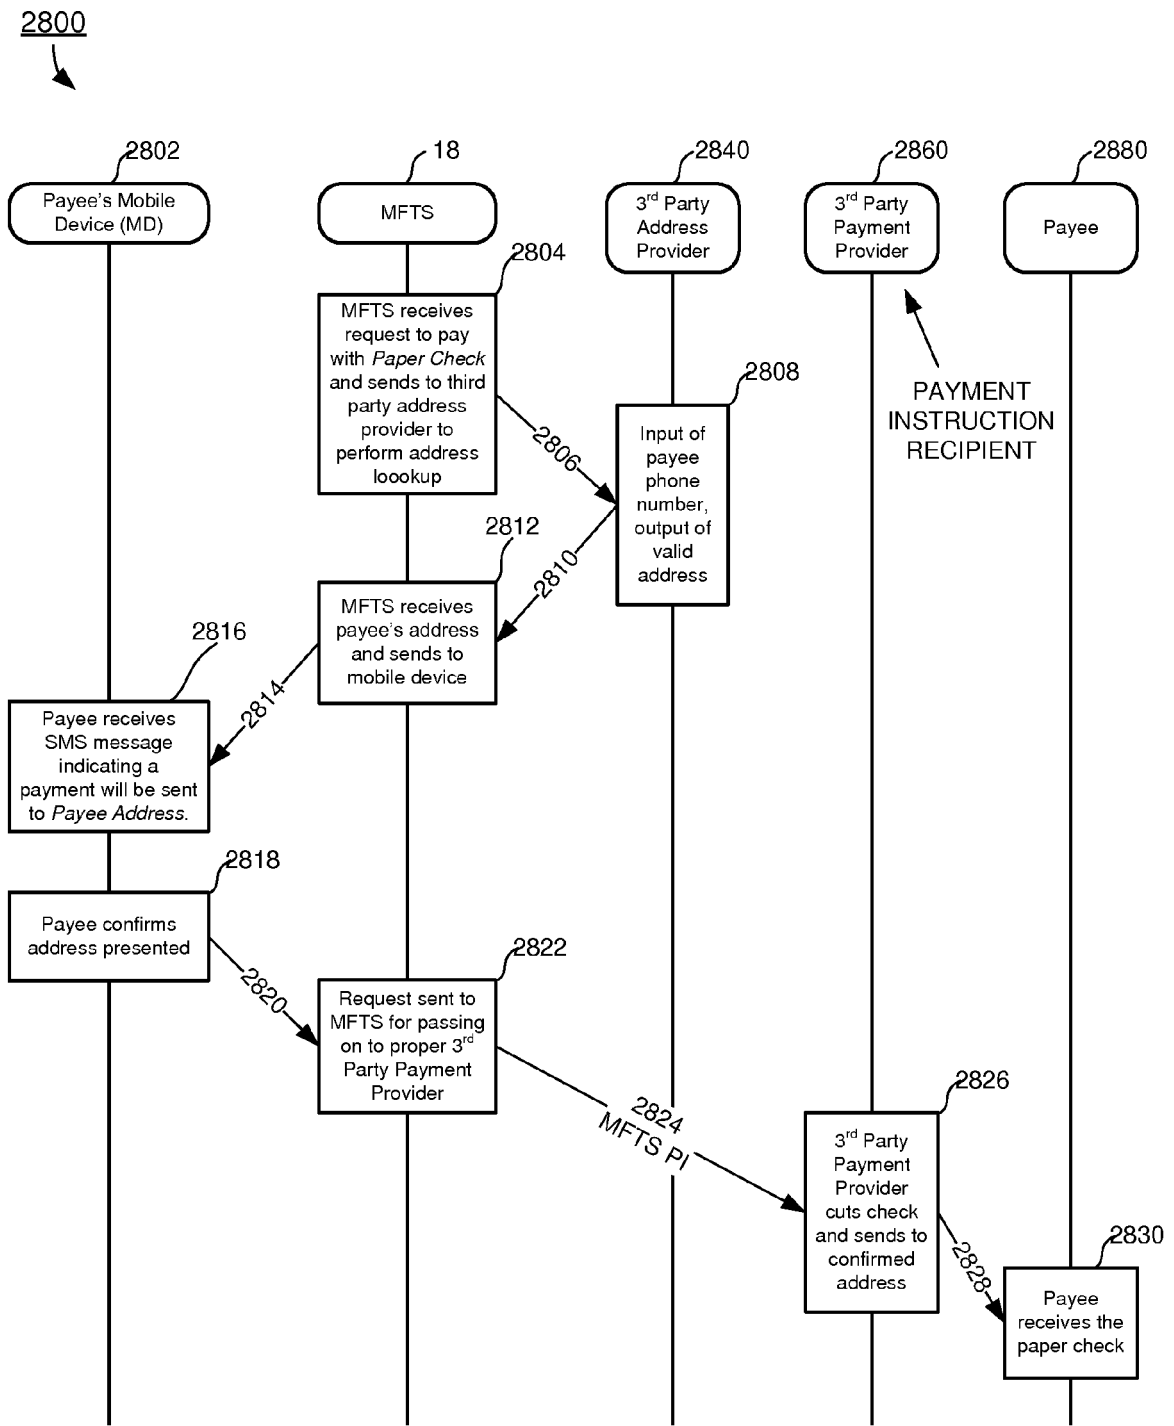 2800
2802
18
2840
2860
2880
Payee's Mobile
Device (MD)
MFTS
3rd Party
Address
Provider
3rd Party
Payment
Provider
Payee
2804
MFTS receives
request to pay
with Paper Check
and sends to third
party address
provider to
perform address
loookup
2806
2808
Input of
payee
phone
number,
output of
valid
address
PAYMENT
INSTRUCTION
RECIPIENT
2810
2812
MFTS receives
payee's address
and sends to
mobile device
2814
2816
Payee receives
SMS message
indicating a
payment will be sent
to Payee Address.
2818
Payee confirms
address presented
2820
2822
Request sent to
MFTS for passing
on to proper 3rd
Party Payment
Provider
2824
MFTS PI
2826
3rd Party
Payment
Provider
cuts check
and sends to
confirmed
address
2828
2830
Payee
receives the
paper check